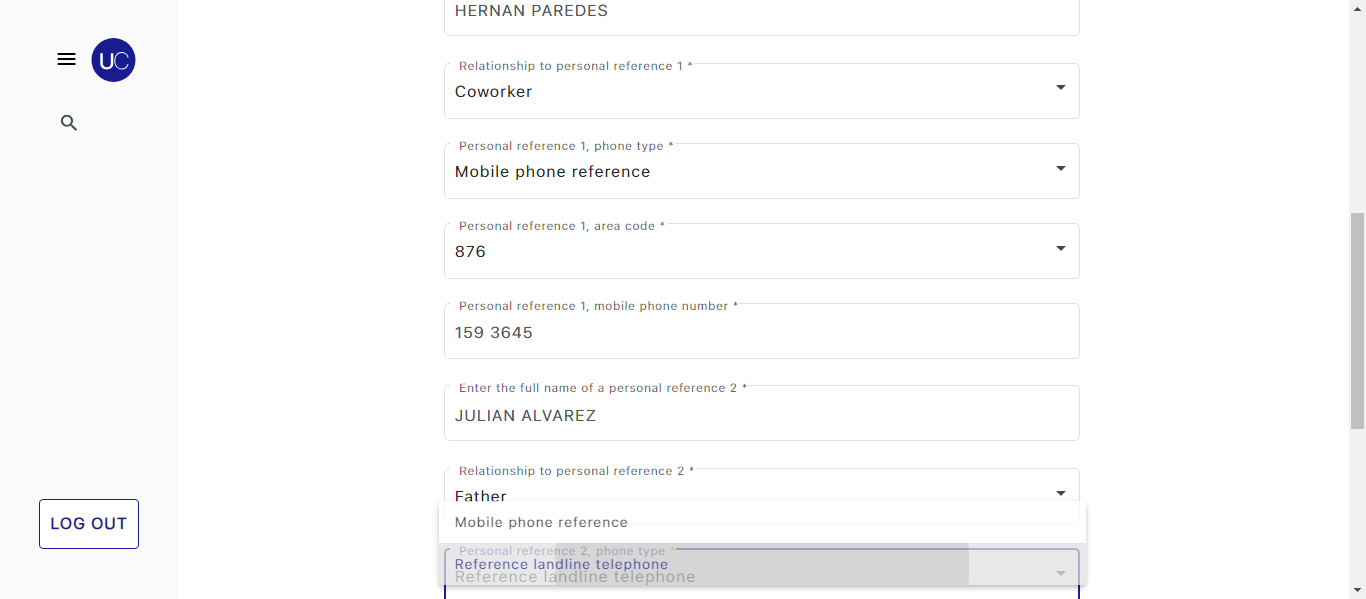 HERNAN PAREDES
UC
Relationship to personal reference 1 *
Coworker
Personal reference 1, phone type *
Mobile phone reference
Personal reference 1, area code *
876
Personal reference 1, mobile phone number *
159 3645
Enter the full name of a personal reference 2 *
JULIAN ALVAREZ
Relationship to personal reference 2 *
Father
Mobile phone reference
LOG OUT
Personal reference 2, phone type *
Reference landline telephone
Reference landline telephone